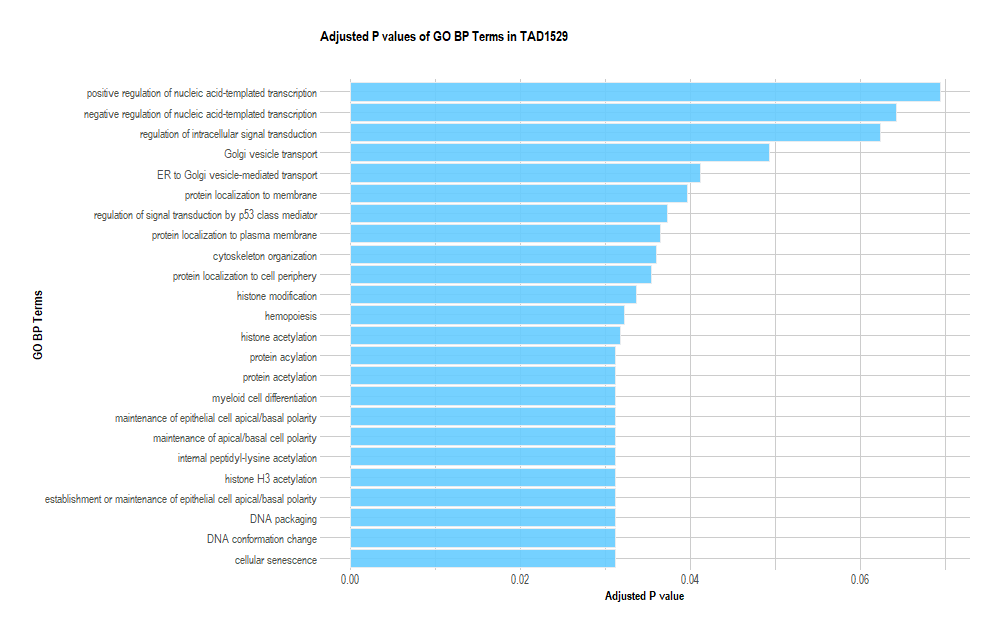 Adjusted P values of GO BP Terms in TAD1529
positive regulation of nucleic acid-templated transcription
negative regulation of nucleic acid-templated transcription
regulation of intracellular signal transduction
Golgi vesicle transport
ER to Golgi vesicle-mediated transport
protein localization to membrane
regulation of signal transduction by p53 class mediator
protein localization to plasma membrane
cytoskeleton organization
protein localization to cell periphery
histone modification
hemopoiesis
histone acetylation
protein acylation
protein acetylation
myeloid cell differentiation
maintenance of epithelial cell apical/basal polarity
maintenance of apical/basal cell polarity
internal peptidyl-lysine acetylation
histone H3 acetylation
establishment or maintenance of epithelial cell apical/basal polarity
DNA packaging
DNA conformation change
cellular senescence
GO BP Terms
0.00 0.02 0.04 0.06
Adjusted P value